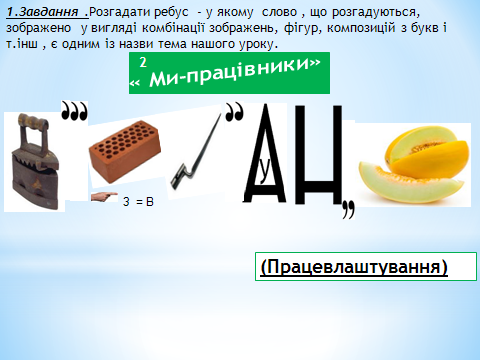 1.Завдання .Розгадати ребус - у якому слово , що розгадуються,
зображено у вигляді комбінації зображень, фігур, композицій з букв і
т.інш , є одним із назви тема нашого уроку.
2
« Ми-працівники»
,,,
,,
А у Н
,,
3 = В
(Працевлаштування)